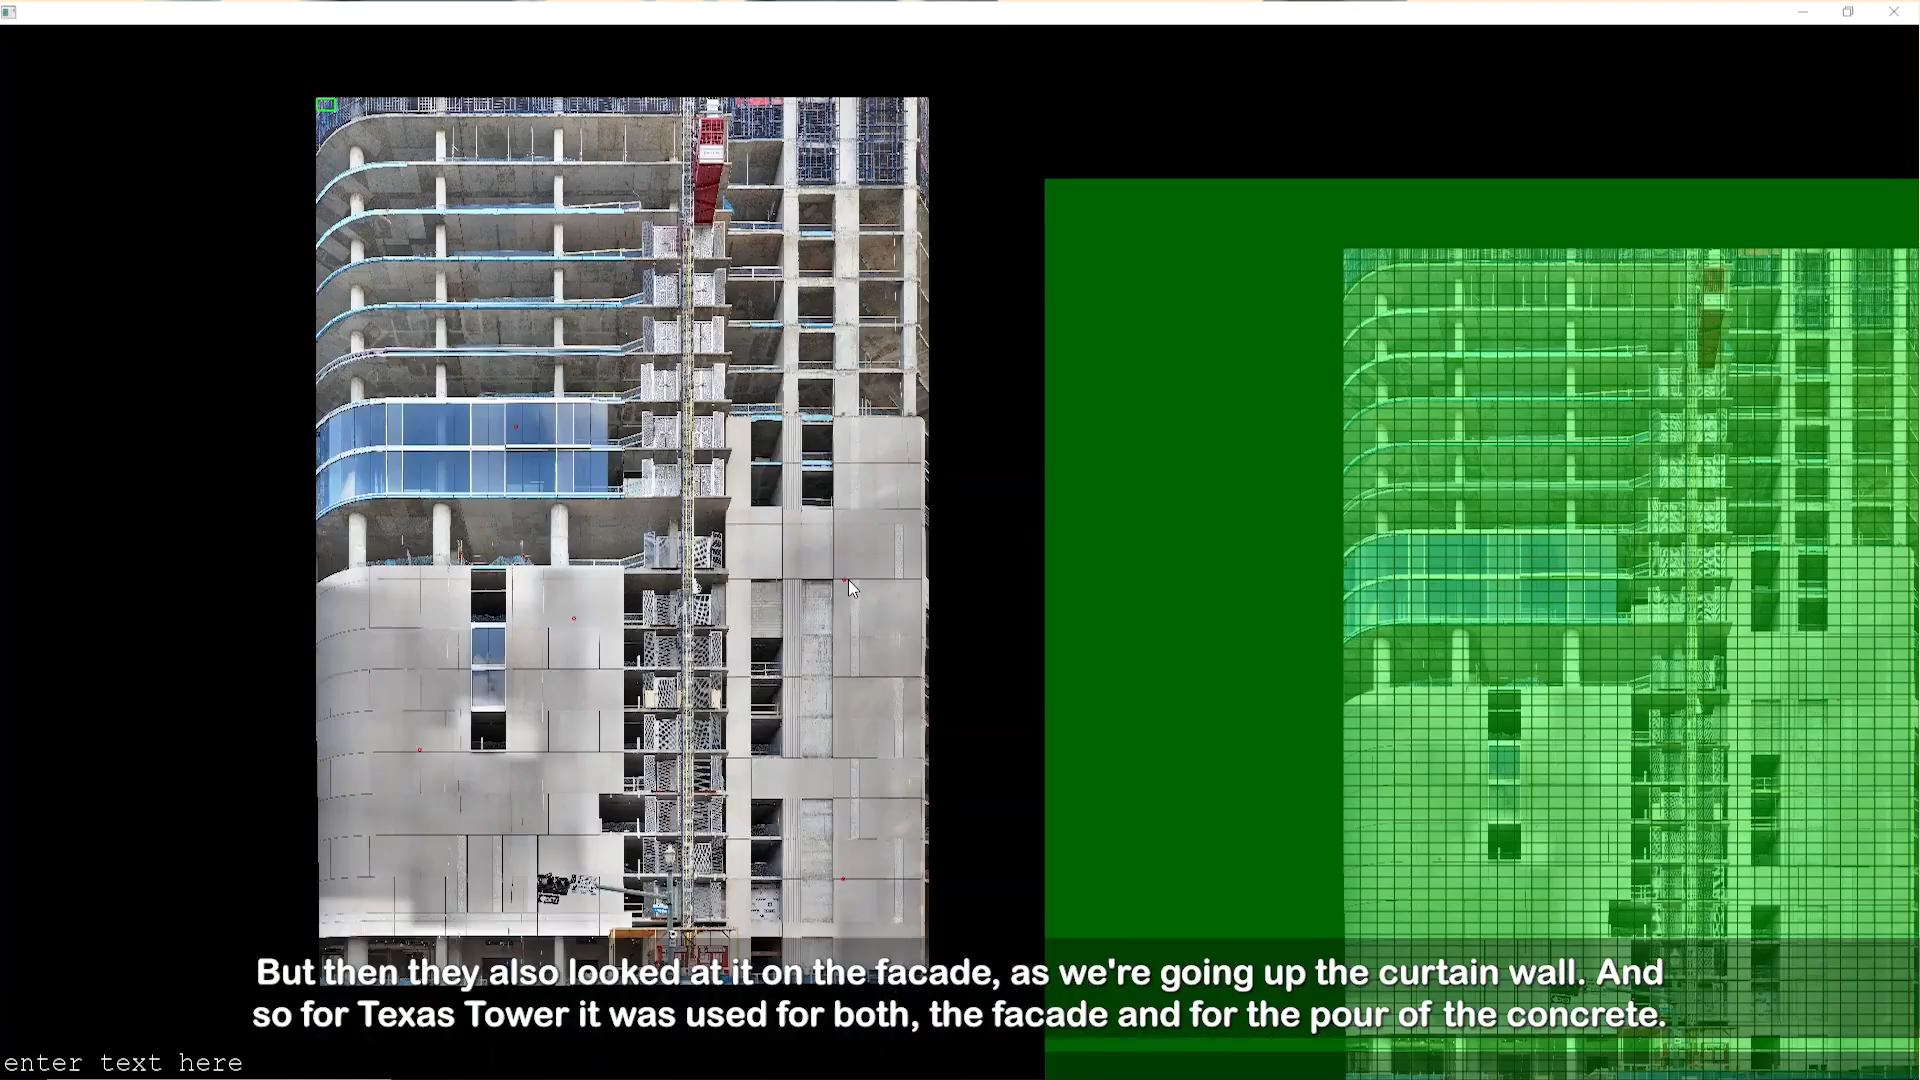 But then they also looked at it on the facade, as we're going up the curtain wall. And
so for Texas Tower it was used for both, the facade and for the pour of the concrete.
enter text here